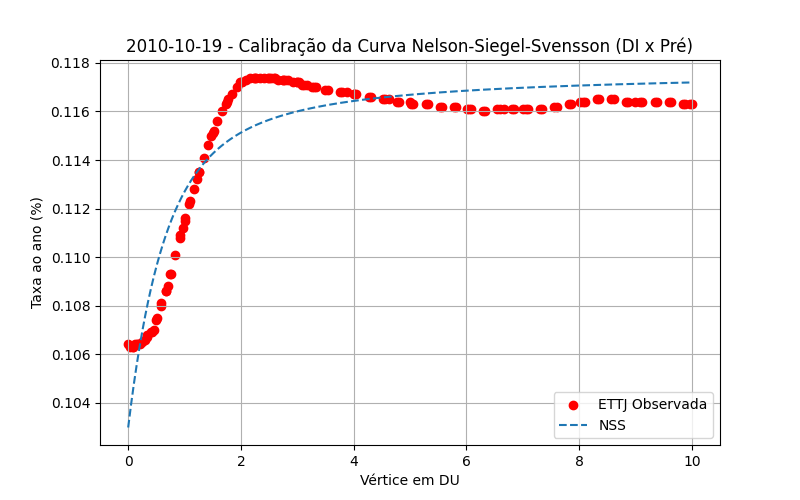 2010-10-19 - Calibração da Curva Nelson-Siegel-Svensson (DI x Pré)
0.118
0.116
0.114
0.112
0.110
0.108
0.106
0.104
Taxa ao ano (%)
ETTJ Observada
NSS
0 2 4 6 8 10
Vértice em DU